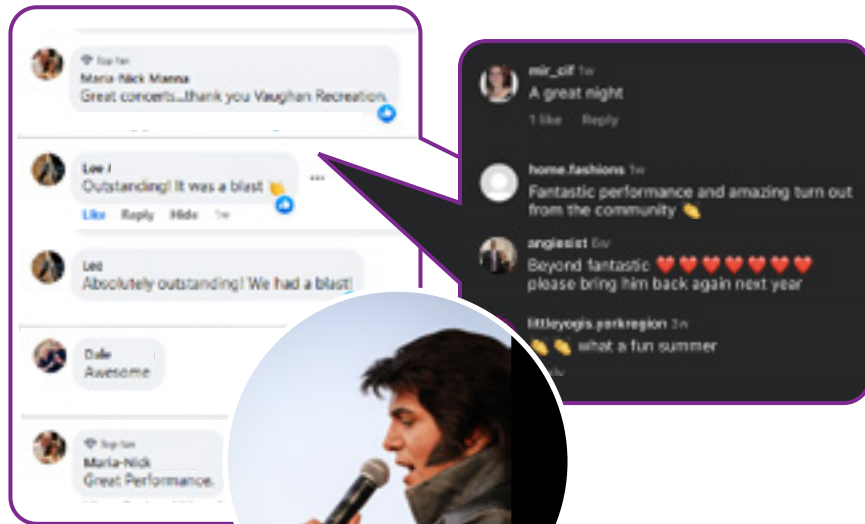 Top fan
Maria-Nick Manna
Great concerts...thank you Vaughan Recreation.
Lee J
Outstanding! It was a blast 👏
Like Reply Hide 1w
Lee
Absolutely outstanding! We had a blast!
Dale
Awesome
Top fan
Maria-Nick
Great Performance.
mir_cif 1w
A great night
1 like Reply
home.fashions 1w
Fantastic performance and amazing turn out
from the community 👏
angiesist 6w
Beyond fantastic ❤️❤️❤️❤️❤️❤️❤️
please bring him back again next year
littleyogis.yorkregion 3w
👏👏 what a fun summer